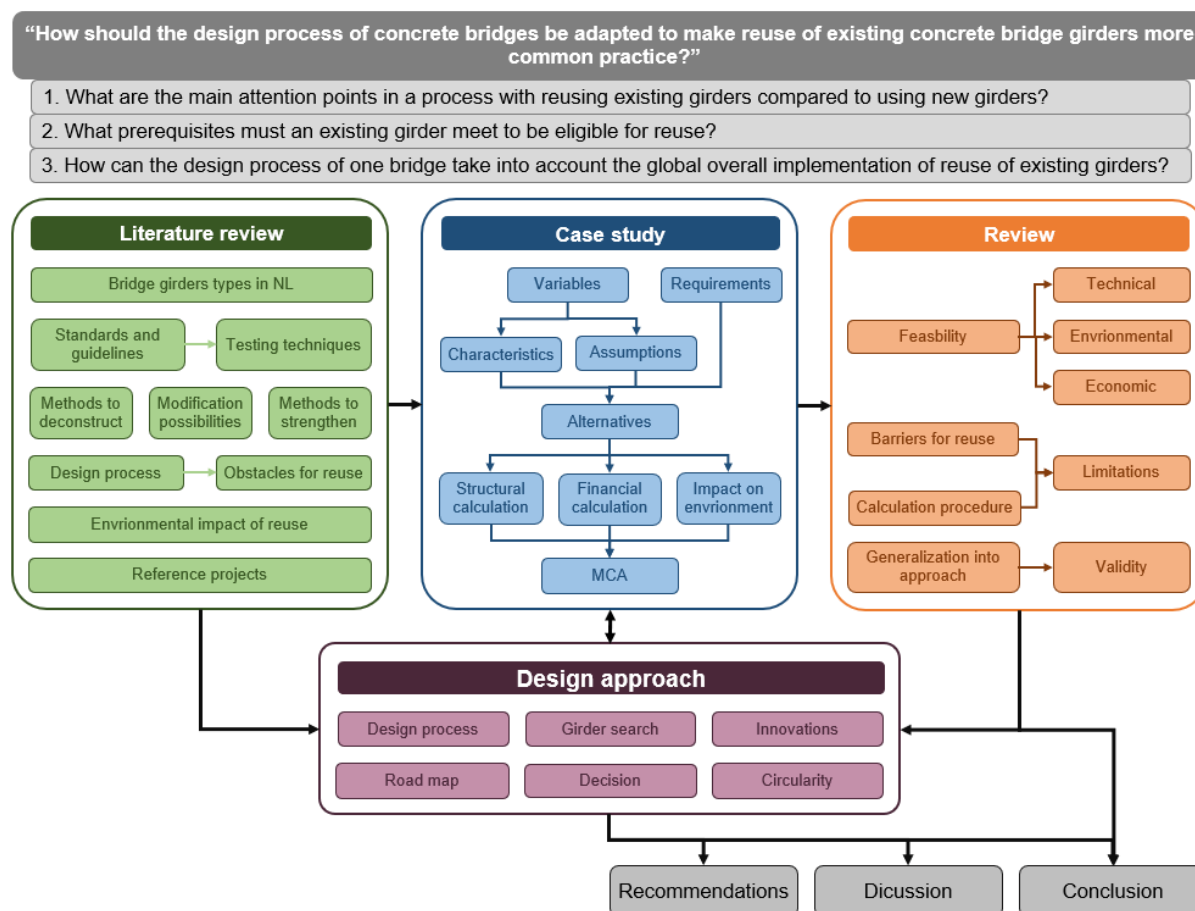 “How should the design process of concrete bridges be adapted to make reuse of existing concrete bridge girders more
common practice?”
1. What are the main attention points in a process with reusing existing girders compared to using new girders?
2. What prerequisites must an existing girder meet to be eligible for reuse?
3. How can the design process of one bridge take into account the global overall implementation of reuse of existing girders?
Literature review
Bridge girders types in NL
Standards and
guidelines
Testing techniques
Methods to
deconstruct
Modification
possibilities
Methods to
strengthen
Design process
Obstacles for reuse
Envrionmental impact of reuse
Reference projects
Case study
Variables
Requirements
Characteristics
Assumptions
Alternatives
Structural
calculation
Financial
calculation
Impact on
envrionment
MCA
Review
Feasbility
Technical
Envrionmental
Economic
Barriers for reuse
Limitations
Calculation procedure
Generalization into
approach
Validity
Design approach
Design process
Girder search
Innovations
Road map
Decision
Circularity
Recommendations
Dicussion
Conclusion